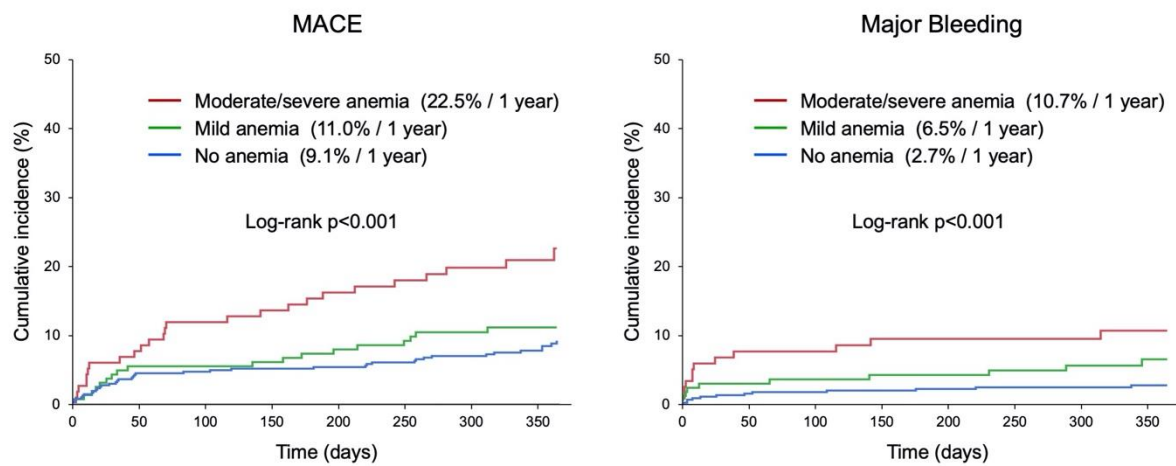 MACE
50
40
30
20
10
0
Cumulative incidence (%)
Moderate/severe anemia (22.5% / 1 year)
Mild anemia (11.0% / 1 year)
No anemia (9.1% / 1 year)
Log-rank p<0.001
0 50 100 150 200 250 300 350
Time (days)
Major Bleeding
50
40
30
20
10
0
Cumulative incidence (%)
Moderate/severe anemia (10.7% / 1 year)
Mild anemia (6.5% / 1 year)
No anemia (2.7% / 1 year)
Log-rank p<0.001
0 50 100 150 200 250 300 350
Time (days)